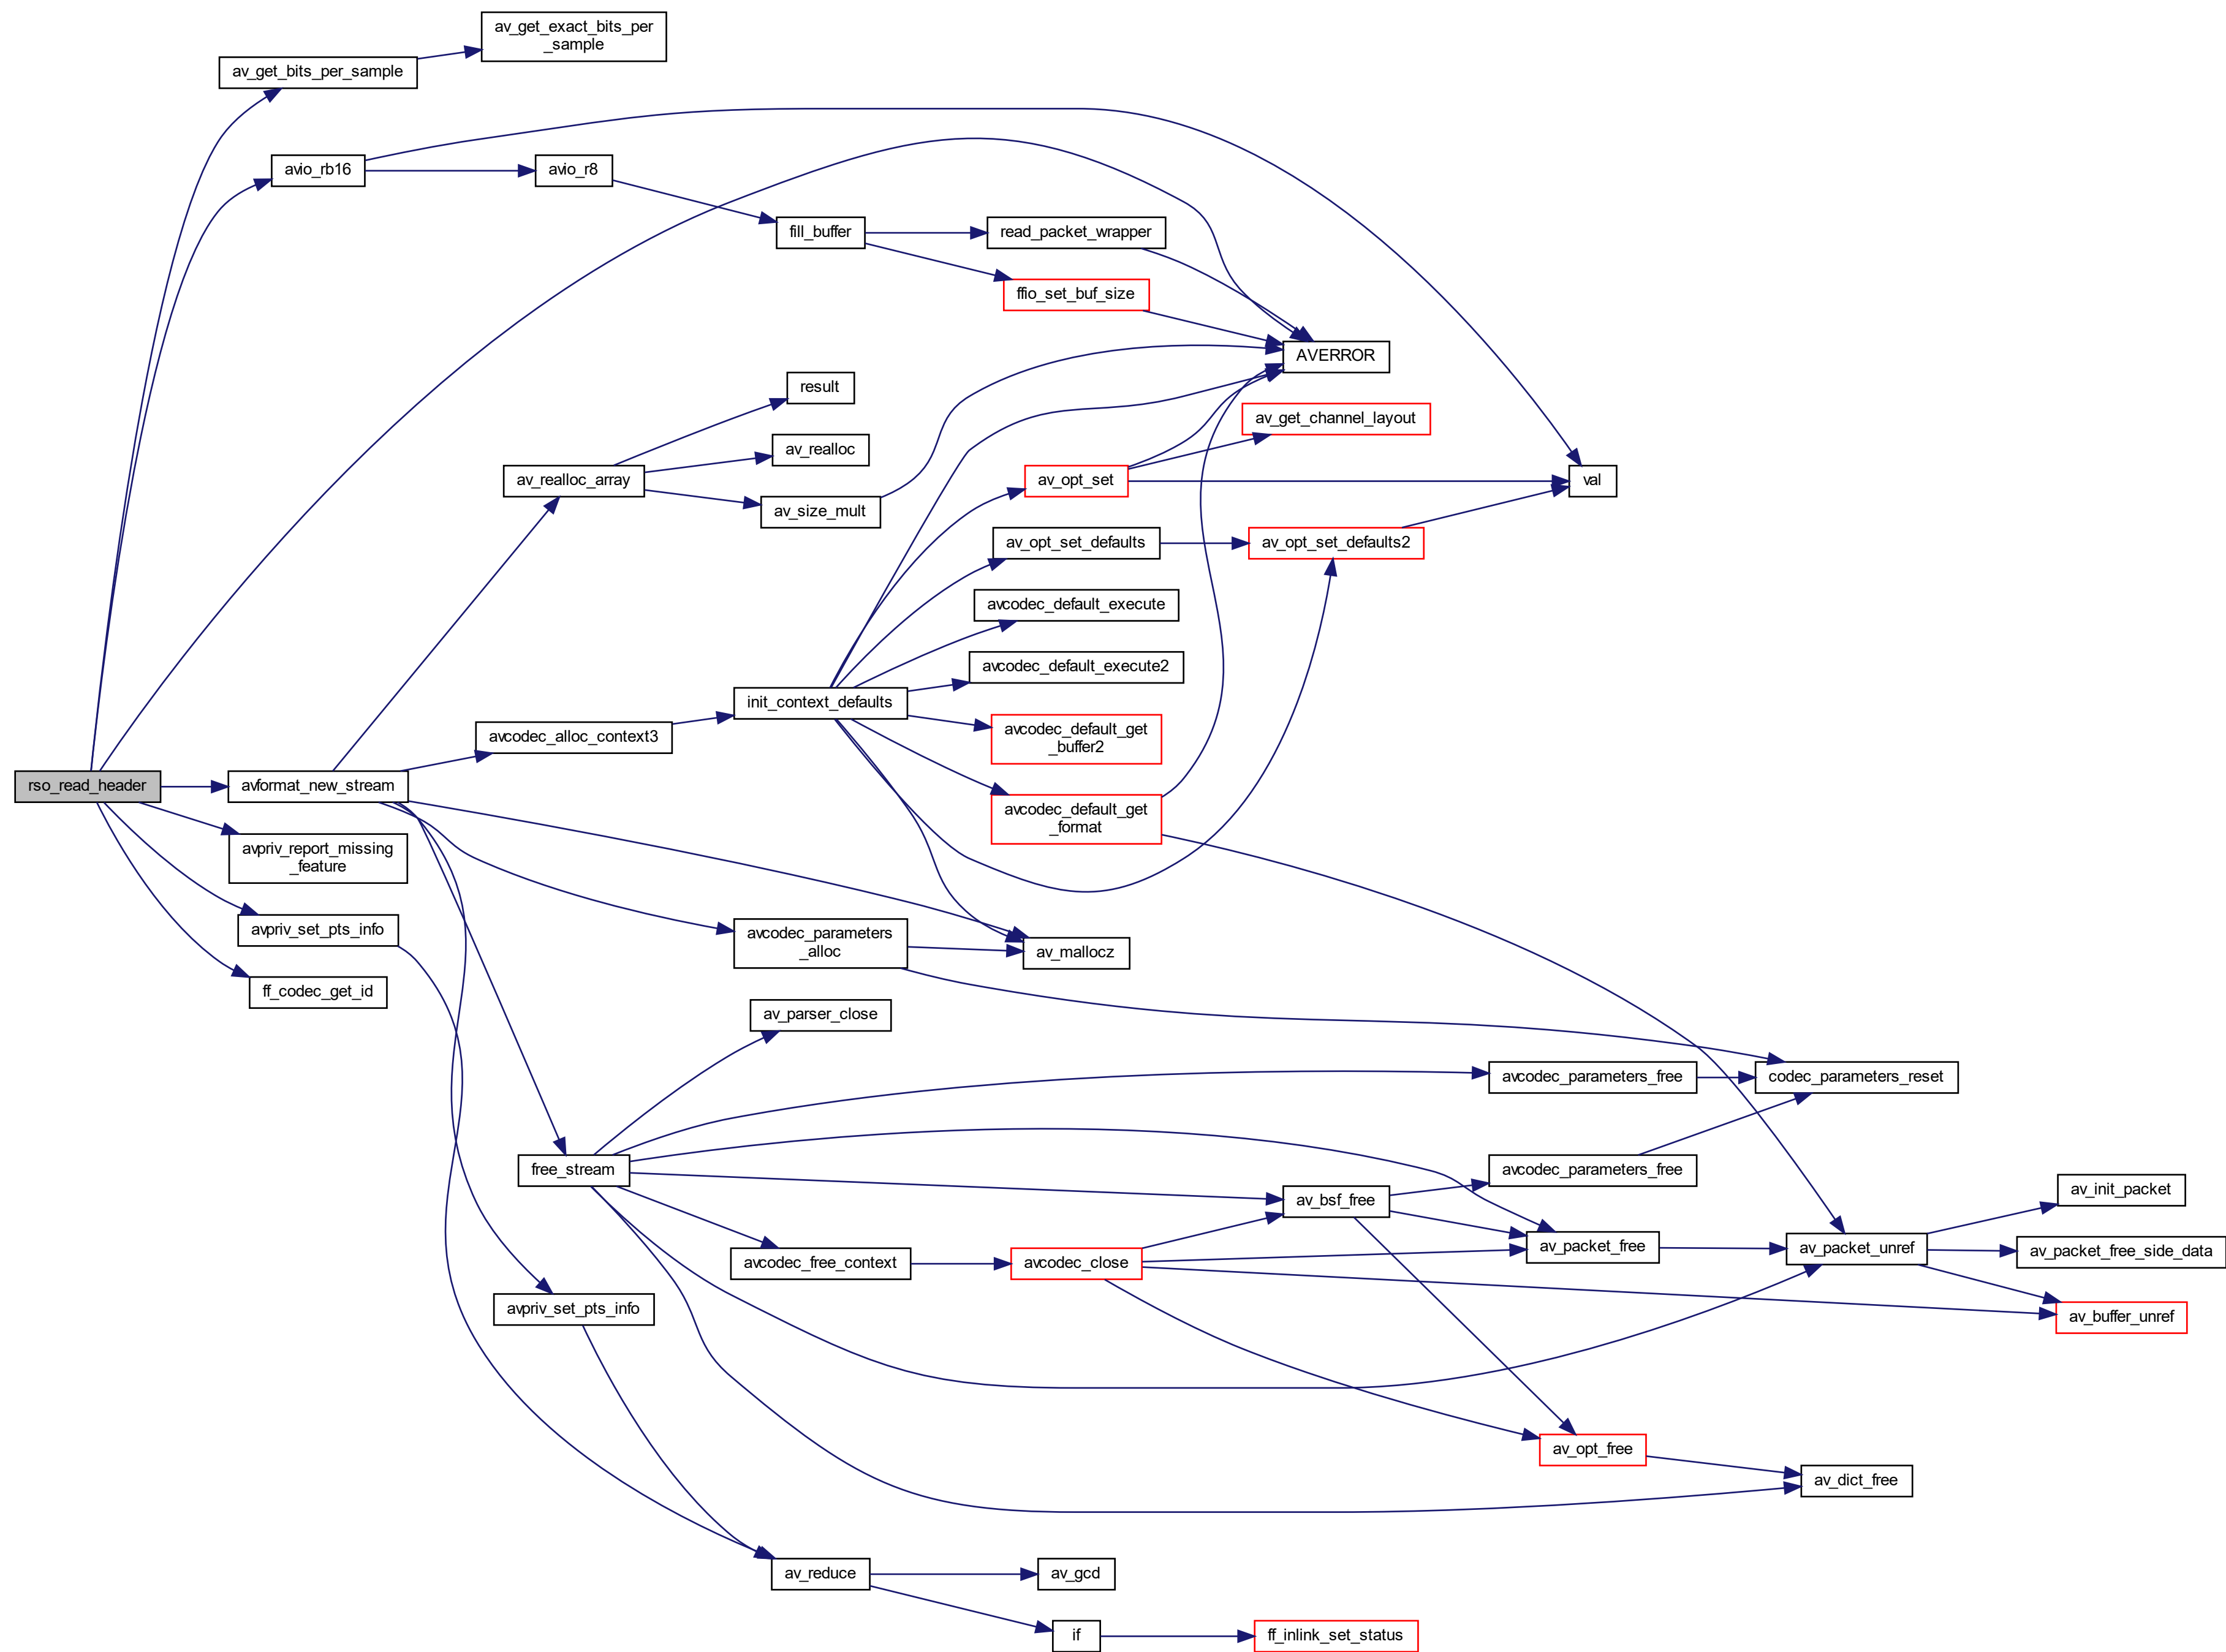 av_get_exact_bits_per
_sample
av_get_bits_per_sample
avio_rb16
avio_r8
fill_buffer
read_packet_wrapper
ffio_set_buf_size
AVERROR
result
av_get_channel_layout
av_realloc
av_realloc_array
av_opt_set
val
av_size_mult
av_opt_set_defaults
av_opt_set_defaults2
avcodec_default_execute
avcodec_default_execute2
init_context_defaults
avcodec_alloc_context3
avcodec_default_get
_buffer2
rso_read_header
avformat_new_stream
avcodec_default_get
_format
avpriv_report_missing
_feature
avpriv_set_pts_info
avcodec_parameters
_alloc
av_mallocz
ff_codec_get_id
av_parser_close
avcodec_parameters_free
codec_parameters_reset
free_stream
avcodec_parameters_free
av_bsf_free
av_init_packet
av_packet_free
av_packet_unref
av_packet_free_side_data
avcodec_free_context
avcodec_close
avpriv_set_pts_info
av_buffer_unref
av_opt_free
av_dict_free
av_reduce
av_gcd
if
ff_inlink_set_status